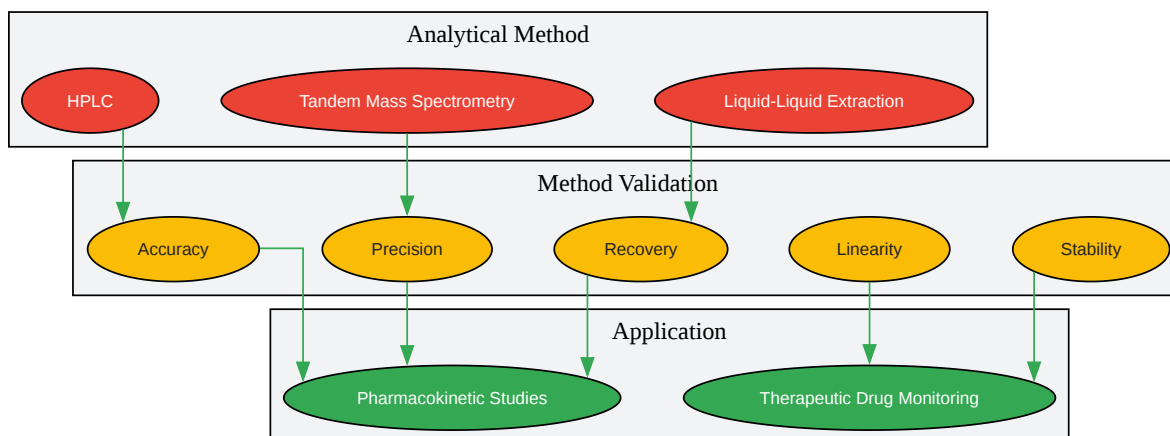 Analytical Method
HPLC
Tandem Mass Spectrometry
Liquid-Liquid Extraction
Method Validation
Accuracy
Precision
Recovery
Linearity
Stability
Application
Pharmacokinetic Studies
Therapeutic Drug Monitoring